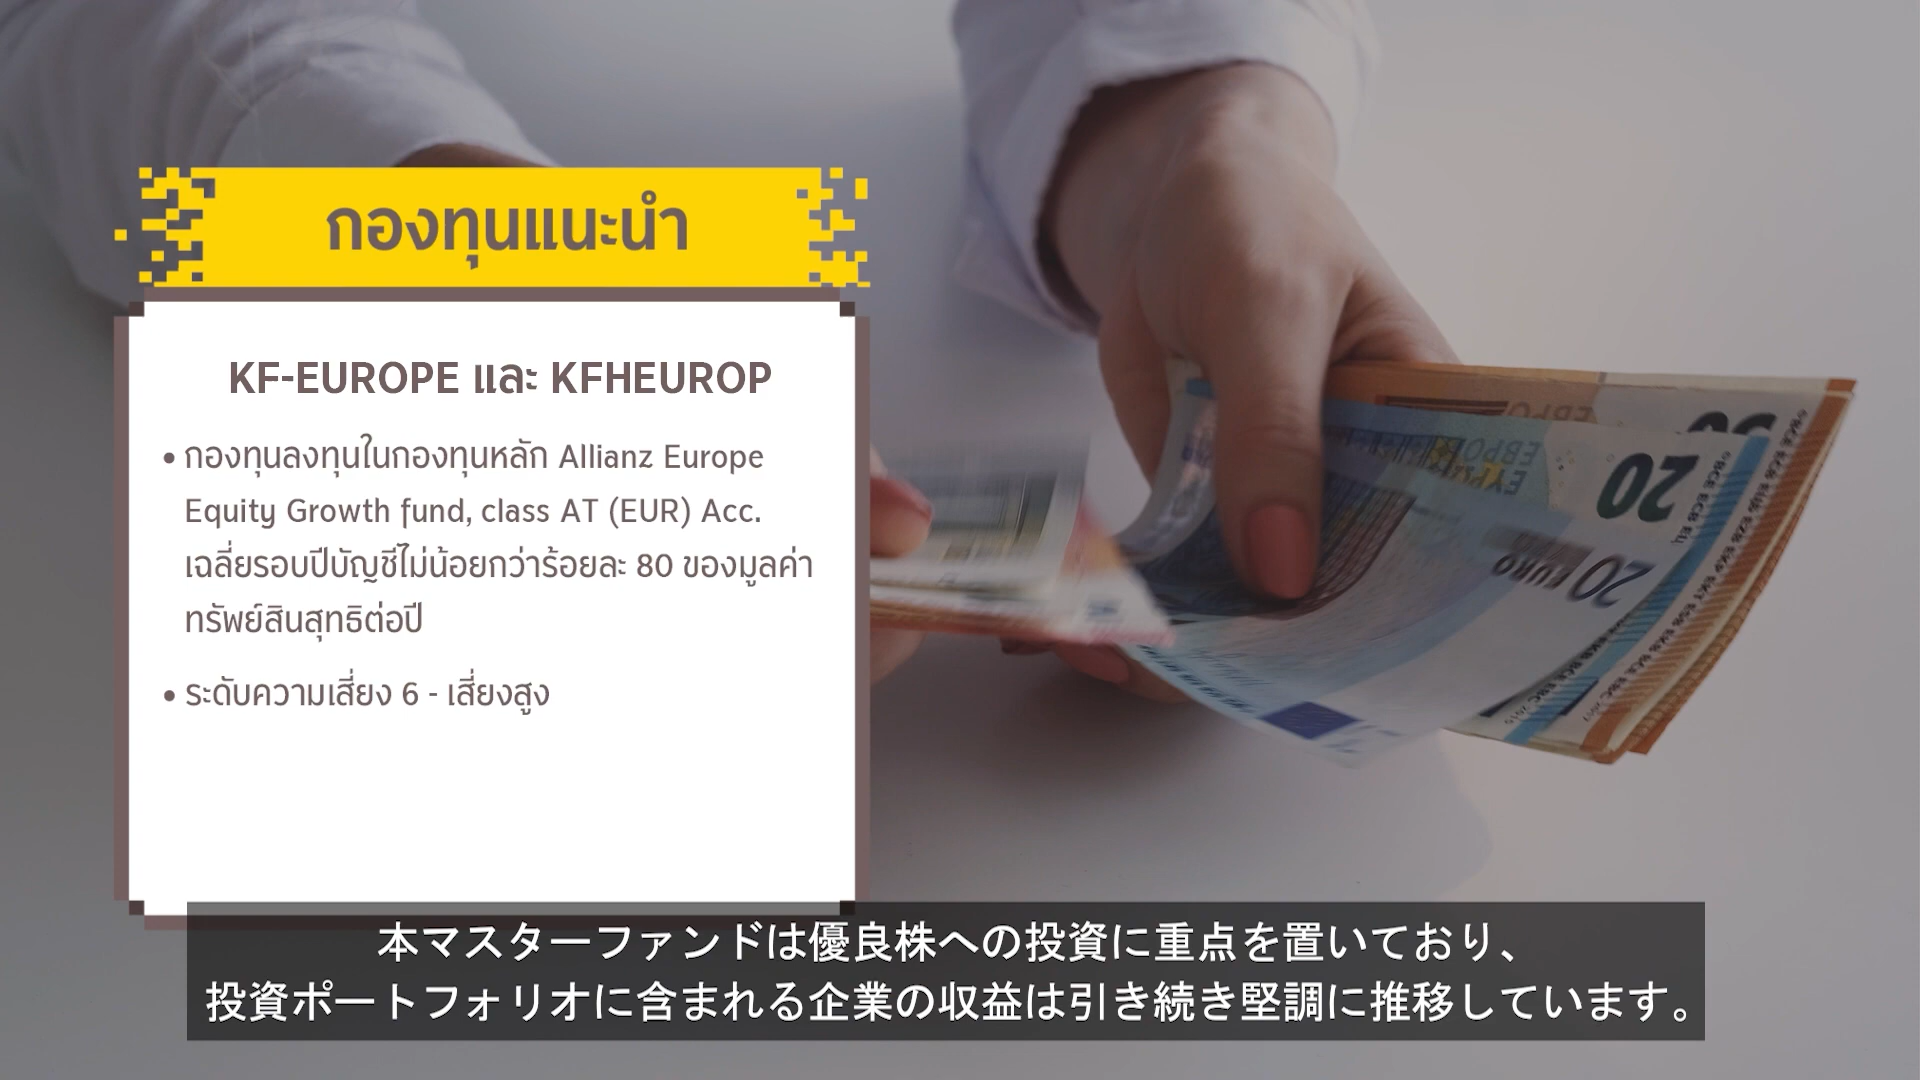 กองทุนแนะนำ
KF-EUROPE และ KFHEUROP
• กองทุนลงทุนในกองทุนหลัก Allianz Europe
Equity Growth fund, class AT (EUR) Acc.
เฉลี่ยรอบปีบัญชีไม่น้อยกว่าร้อยละ 80 ของมูลค่า
ทรัพย์สินสุทธิต่อปี
• ระดับความเสี่ยง 6 - เสี่ยงสูง
20
20 EURO
本マスターファンドは優良株への投資に重点を置いており、
投資ポートフォリオに含まれる企業の収益は引き続き堅調に推移しています。